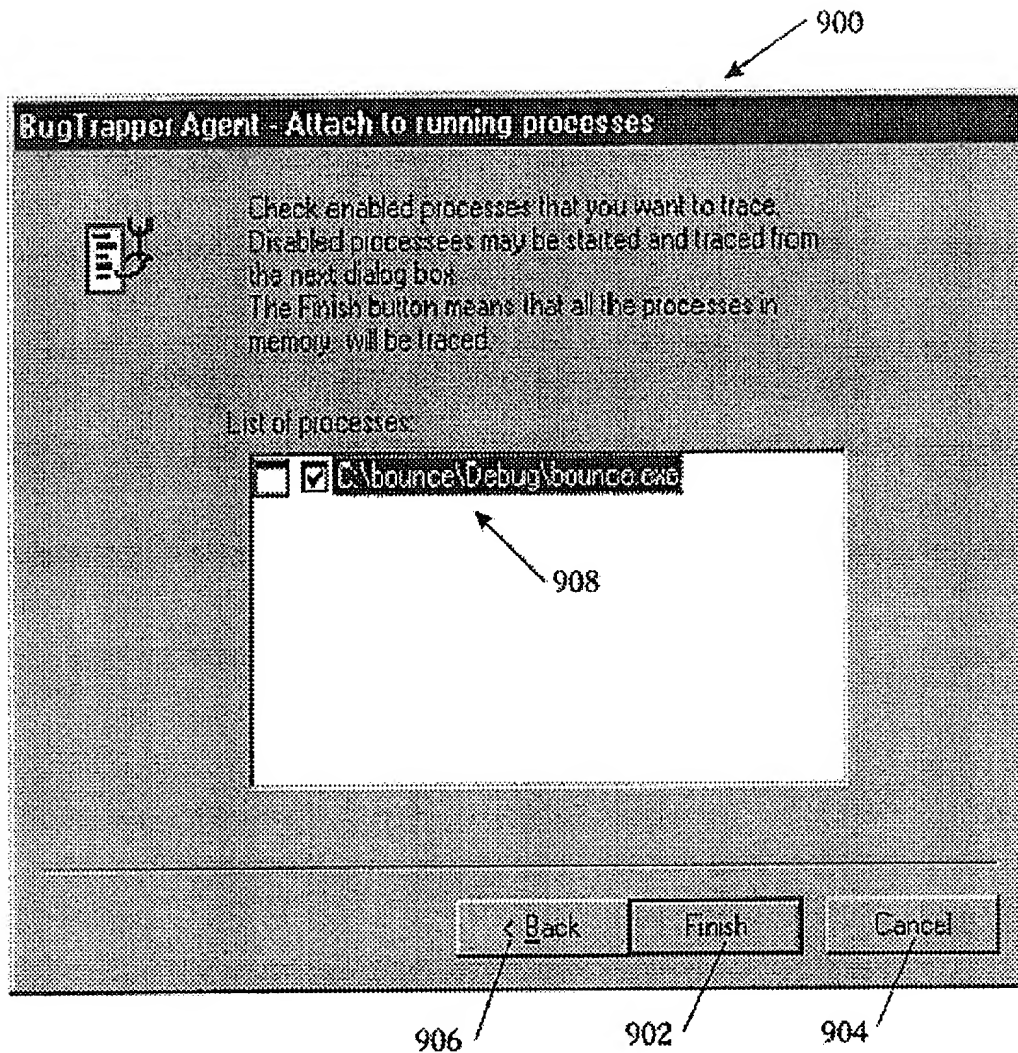 900
BugTrapper Agent - Attach to running processes
Check enabled processes that you want to trace.
Disabled processees may be started and traced from
the next dialog box.
The Finish button means that all the processes in
memory will be traced.
List of processes:
C:\bounce\Debug\bounce.exe
908
< Back
Finish
Cancel
906
902
904